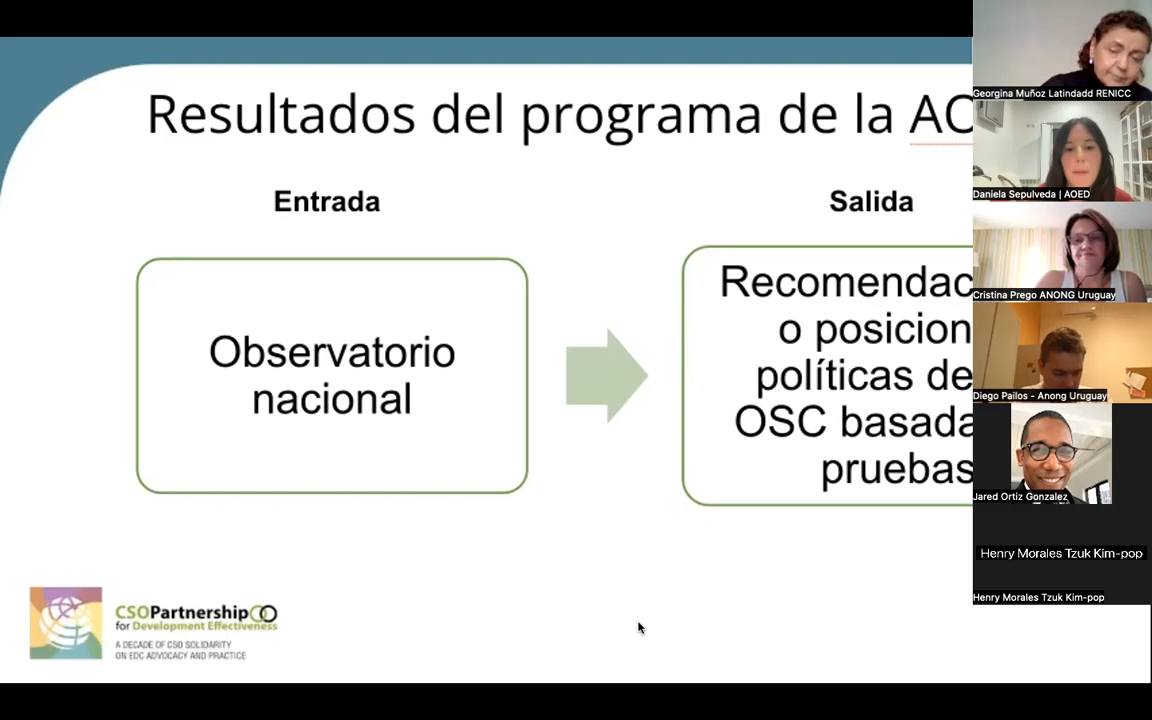 Resultados del programa de la AO
Entrada
Salida
Observatorio
nacional
Recomendac
o posicion
políticas de
OSC basada
pruebas
CSOPartnership
for Development Effectiveness
A DECADE OF CSO SOLIDARITY
ON EDC ADVOCACY AND PRACTICE
Georgina Muñoz Latindadd RENICC
Daniela Sepulveda | AOED
Cristina Prego ANONG Uruguay
Diego Pailos - Anong Uruguay
Jared Ortiz Gonzalez
Henry Morales Tzuk Kim-pop
Henry Morales Tzuk Kim-pop